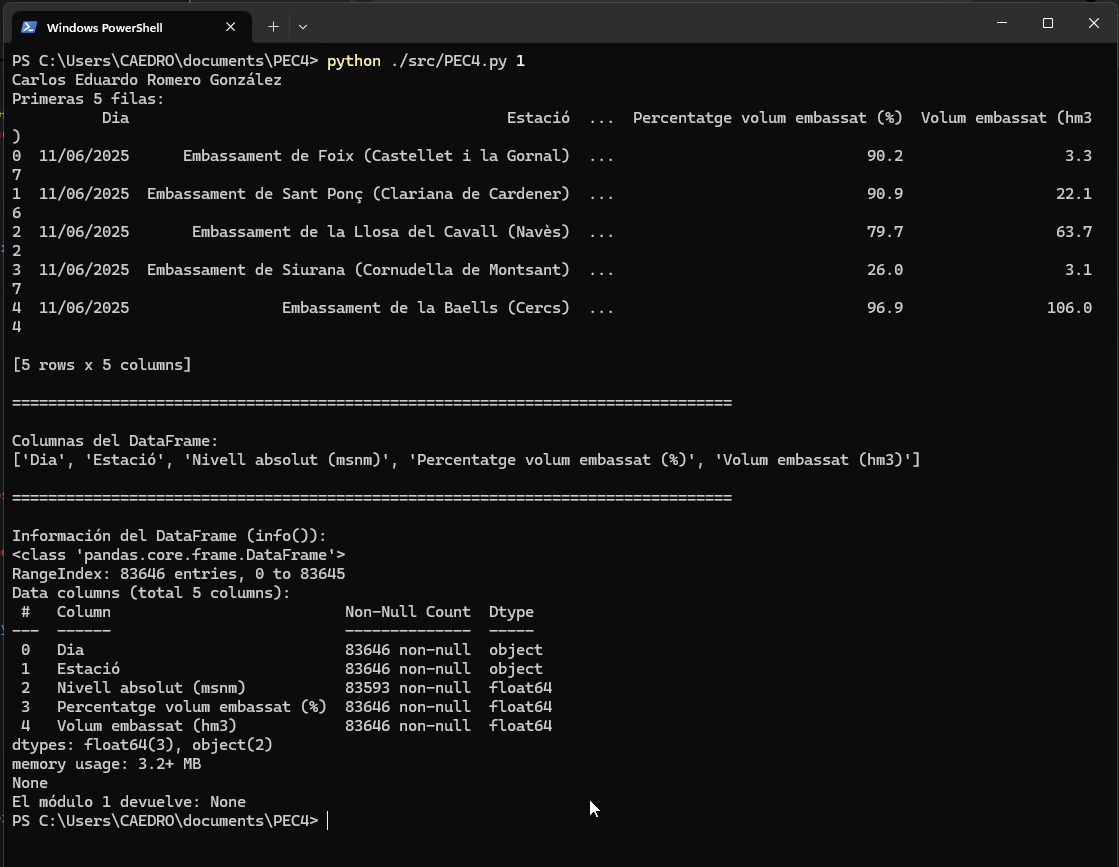 Windows PowerShell
PS C:\Users\CAEDRO\documents\PEC4> python ./src/PEC4.py 1
Carlos Eduardo Romero González
Primeras 5 filas:
          Dia                                          Estació  ...  Percentatge volum embassat (%)  Volum embassat (hm3
)
0  11/06/2025      Embassament de Foix (Castellet i la Gornal)  ...                            90.2                  3.3
7
1  11/06/2025  Embassament de Sant Ponç (Clariana de Cardener)  ...                            90.9                 22.1
6
2  11/06/2025       Embassament de la Llosa del Cavall (Navès)  ...                            79.7                 63.7
2
3  11/06/2025  Embassament de Siurana (Cornudella de Montsant)  ...                            26.0                  3.1
7
4  11/06/2025                 Embassament de la Baells (Cercs)  ...                            96.9                106.0
4
[5 rows x 5 columns]
================================================================================
Columnas del DataFrame:
['Dia', 'Estació', 'Nivell absolut (msnm)', 'Percentatge volum embassat (%)', 'Volum embassat (hm3)']
================================================================================
Información del DataFrame (info()):
<class 'pandas.core.frame.DataFrame'>
RangeIndex: 83646 entries, 0 to 83645
Data columns (total 5 columns):
 #   Column                          Non-Null Count  Dtype
---  ------                          --------------  -----
 0   Dia                             83646 non-null  object
 1   Estació                         83646 non-null  object
 2   Nivell absolut (msnm)           83593 non-null  float64
 3   Percentatge volum embassat (%)  83646 non-null  float64
 4   Volum embassat (hm3)            83646 non-null  float64
dtypes: float64(3), object(2)
memory usage: 3.2+ MB
None
El módulo 1 devuelve: None
PS C:\Users\CAEDRO\documents\PEC4>